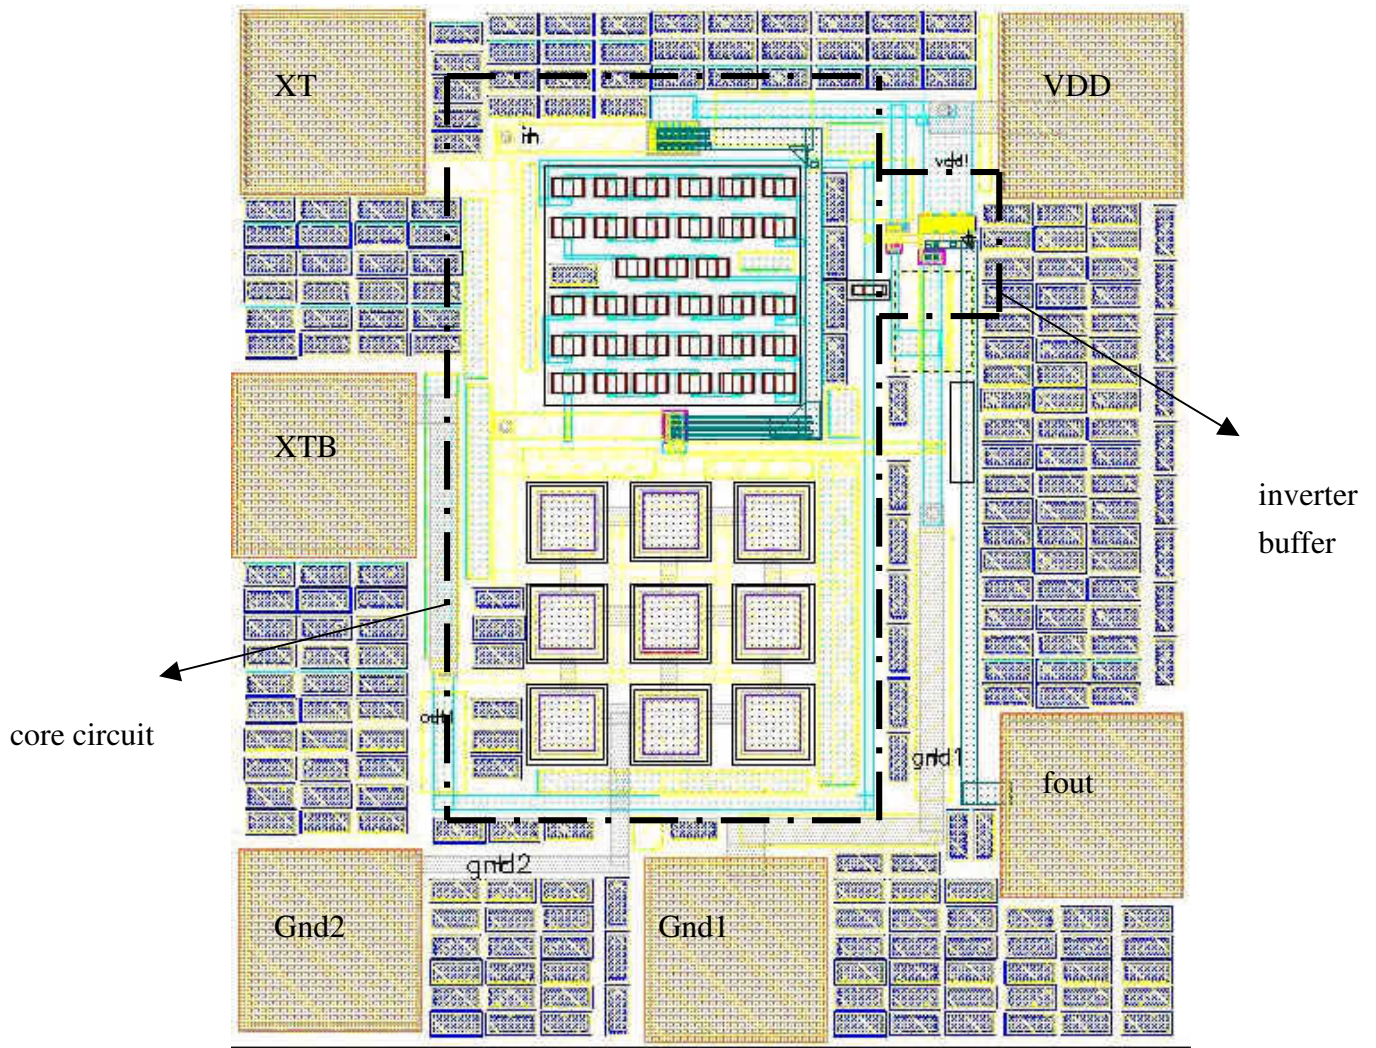 XT
VDD
vdd!
XTB
inverter
buffer
core circuit
gnd1
fout
gnd2
Gnd2
Gnd1